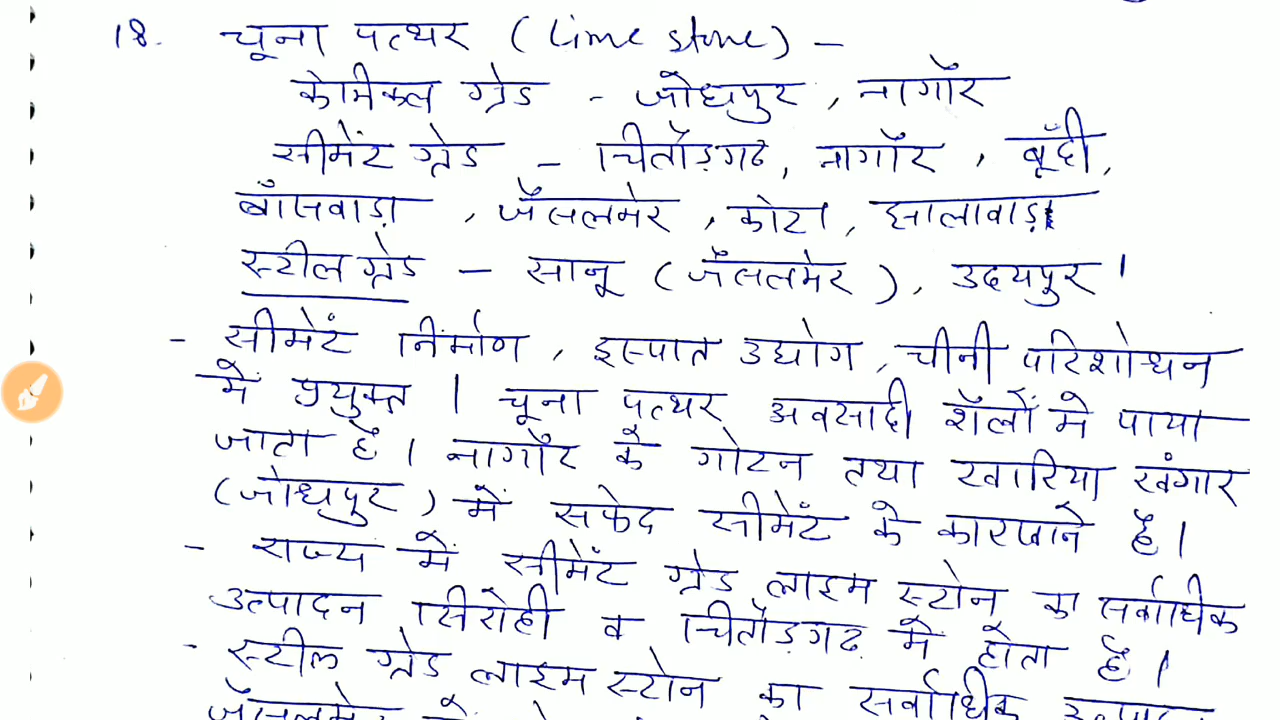 18. चूना पत्थर (Lime stone) -
केमिकल ग्रेड - जोधपुर, नागौर
सीमेंट ग्रेड - चितौड़गढ, नागौर, बूँदी,
बाँसवाड़ा, जैसलमेर, कोटा, झालावाड़।
स्टील ग्रेड - सानू (जैसलमेर), उदयपुर।
- सीमेंट निर्माण, इस्पात उद्योग, चीनी परिशोधन
में प्रयुक्त। चूना पत्थर अवसादी शैलों मे पाया
जाता है। नागौर के गोटन तथा खारिया खंगार
(जोधपुर) में सफेद सीमेंट के कारखाने है।
- राज्य में सीमेंट ग्रेड लाइम स्टोन का सर्वाधिक
उत्पादन सिरोही व चितौड़गढ में होता है।
- स्टील ग्रेड लाइम स्टोन का सर्वाधिक
जैसलमेर में